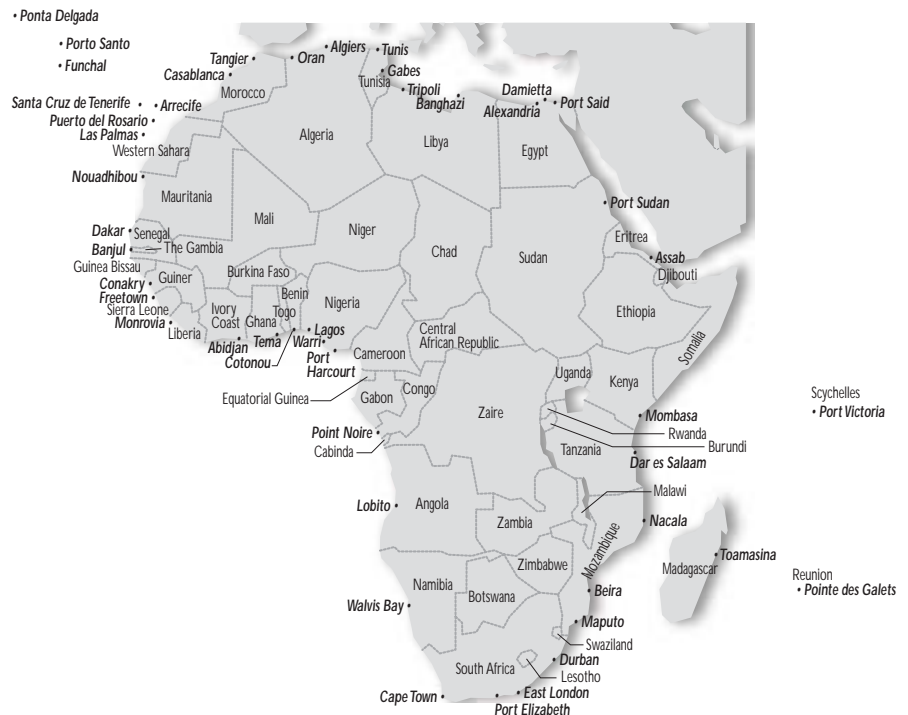 Ponta Delgada
Porto Santo
Funchal
Algiers
Tunis
Tangier
Oran
Gabes
Casablanca
Tunisia
Morocco
Tripoli
Banghazi
Damietta
Port Said
Alexandria
Santa Cruz de Tenerife
Arrecife
Puerto del Rosario
Las Palmas
Western Sahara
Algeria
Libya
Egypt
Nouadhibou
Mauritania
Mali
Niger
Chad
Sudan
Port Sudan
Eritrea
Assab
Djibouti
Dakar
Senegal
Banjul
The Gambia
Guinea Bissau
Guiner
Burkina Faso
Conakry
Freetown
Sierra Leone
Monrovia
Liberia
Ivory
Coast
Ghana
Togo
Benin
Nigeria
Ethiopia
Somalia
Abidjan
Tema
Cotonou
Lagos
Warri
Port
Harcourt
Cameroon
Central
African Republic
Equatorial Guinea
Gabon
Congo
Zaire
Uganda
Kenya
Mombasa
Scychelles
Port Victoria
Rwanda
Burundi
Point Noire
Cabinda
Tanzania
Dar es Salaam
Malawi
Lobito
Angola
Zambia
Nacala
Mozambique
Zimbabwe
Madagascar
Toamasina
Reunion
Pointe des Galets
Namibia
Botswana
Beira
Walvis Bay
Maputo
Swaziland
Durban
Lesotho
South Africa
Cape Town
East London
Port Elizabeth